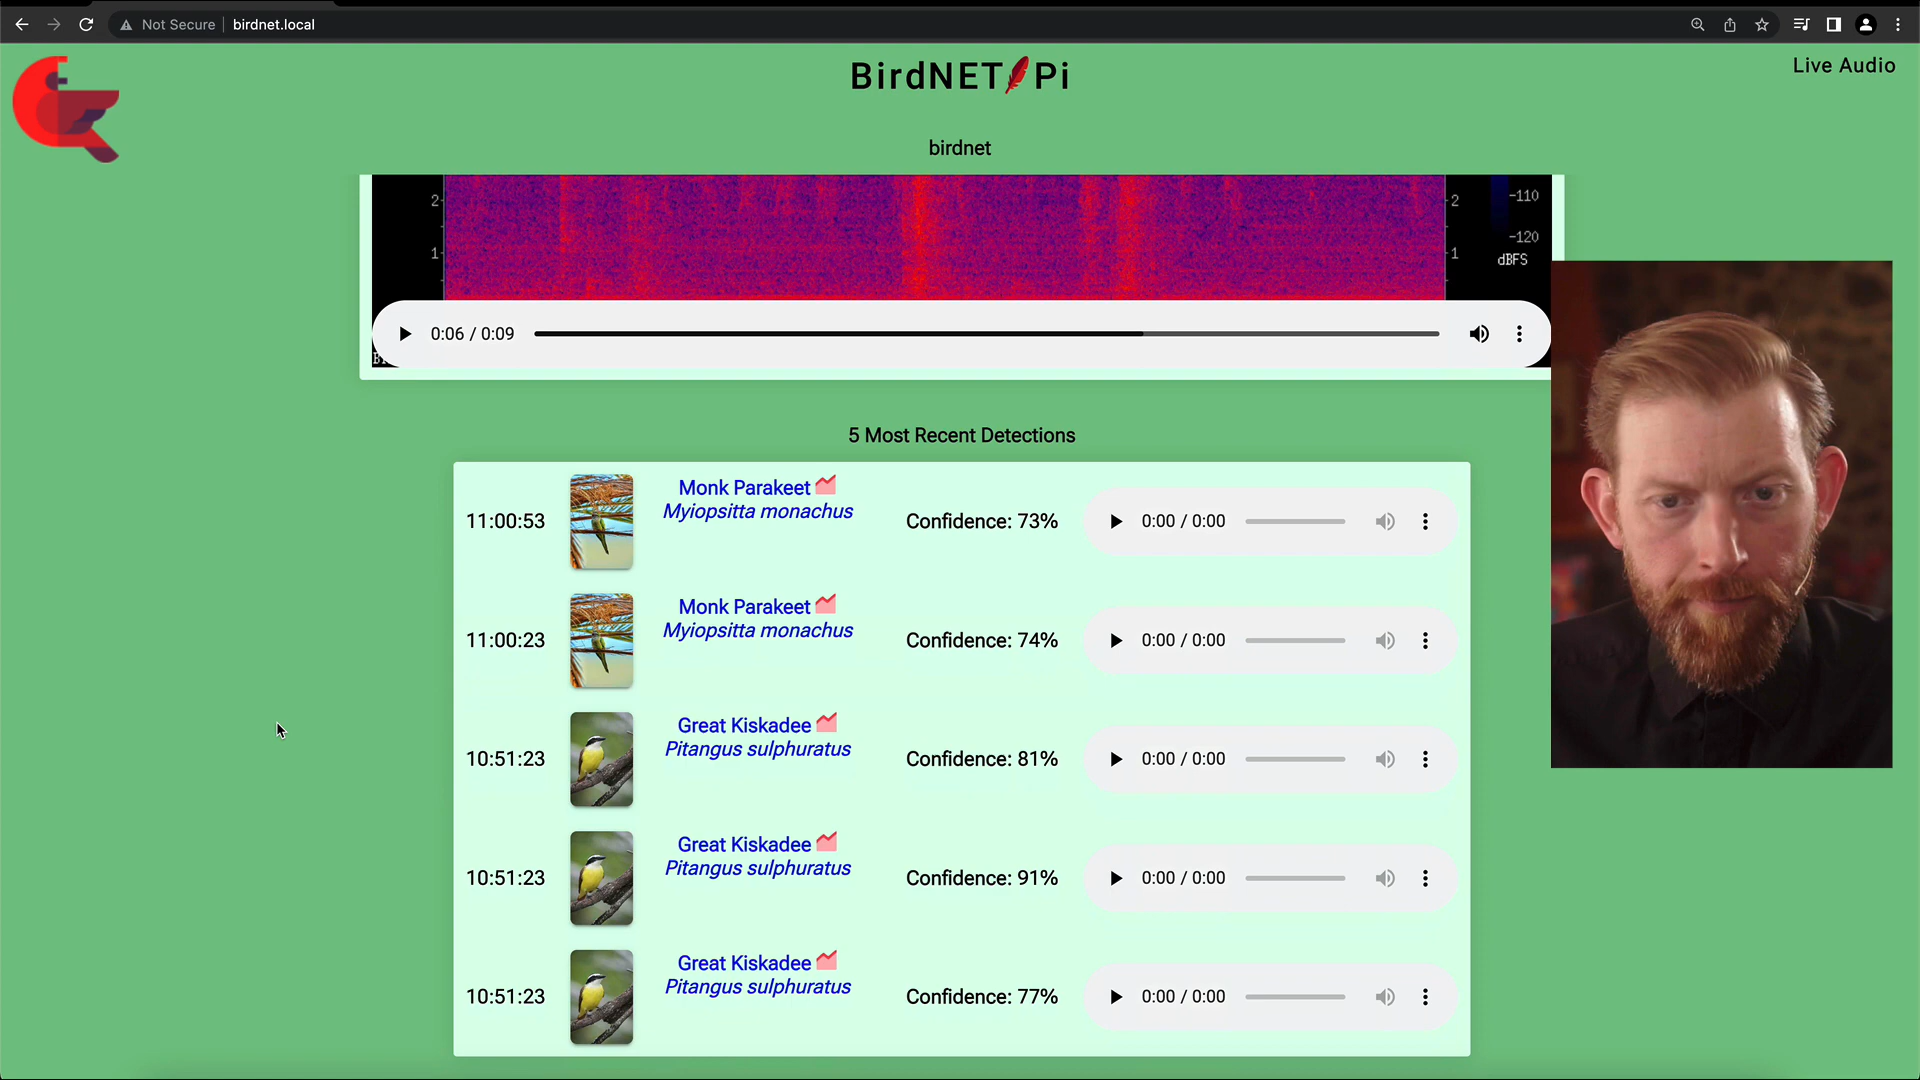 Not Secure
birdnet.local
BirdNET Pi
Live Audio
birdnet
2
2
-110
1
1
-120
dBFS
0:06 / 0:09
5 Most Recent Detections
11:00:53
Monk Parakeet
Myiopsitta monachus
Confidence: 73%
0:00 / 0:00
11:00:23
Monk Parakeet
Myiopsitta monachus
Confidence: 74%
0:00 / 0:00
10:51:23
Great Kiskadee
Pitangus sulphuratus
Confidence: 81%
0:00 / 0:00
10:51:23
Great Kiskadee
Pitangus sulphuratus
Confidence: 91%
0:00 / 0:00
10:51:23
Great Kiskadee
Pitangus sulphuratus
Confidence: 77%
0:00 / 0:00